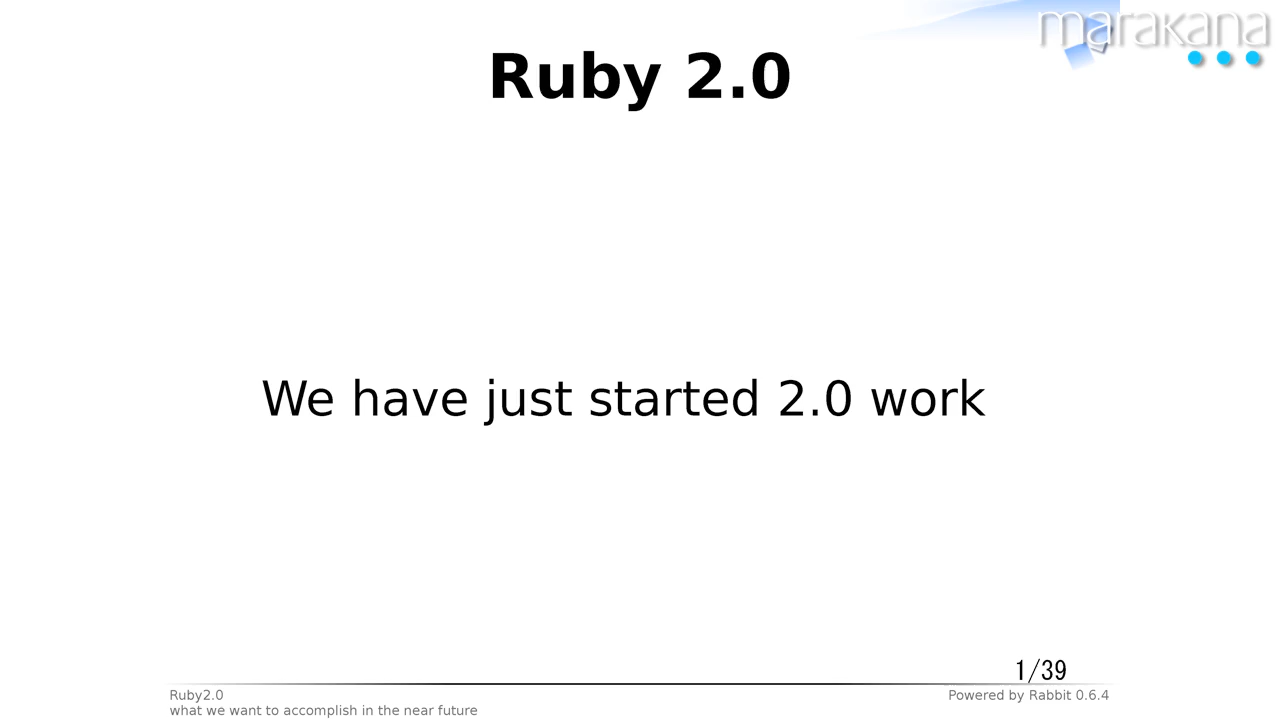 marakana
Ruby 2.0
We have just started 2.0 work
1/39
Ruby2.0
Powered by Rabbit 0.6.4
what we want to accomplish in the near future